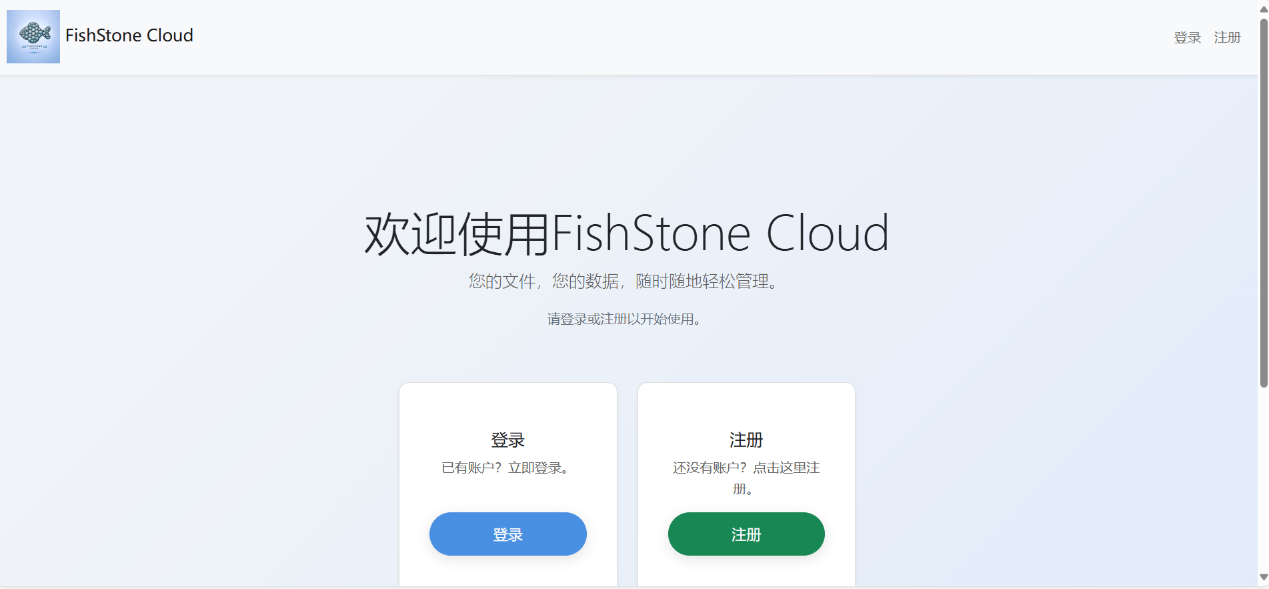 FishStone Cloud
登录 注册
欢迎使用FishStone Cloud
您的文件，您的数据，随时随地轻松管理。
请登录或注册以开始使用。
登录
已有账户？立即登录。
登录
注册
还没有账户？点击这里注
册。
注册